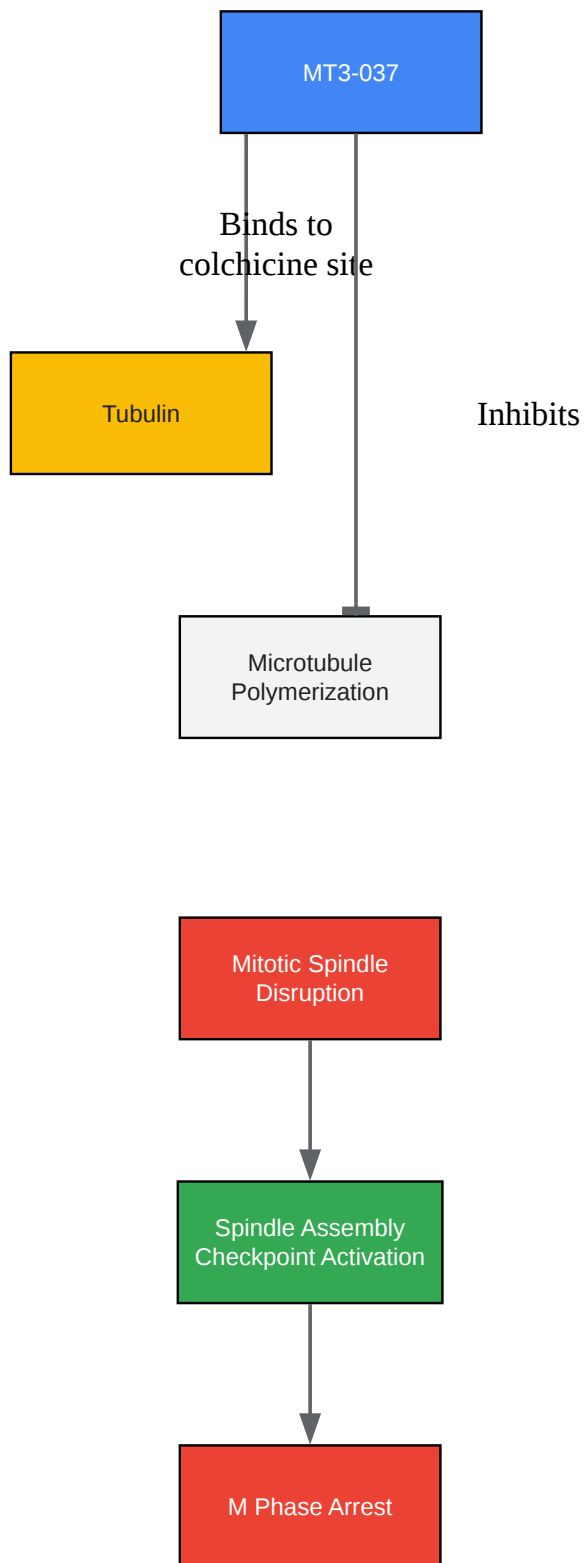 MT3-037
Binds to
colchicine site
Tubulin
Inhibits
Microtubule
Polymerization
Mitotic Spindle
Disruption
Spindle Assembly
Checkpoint Activation
M Phase Arrest